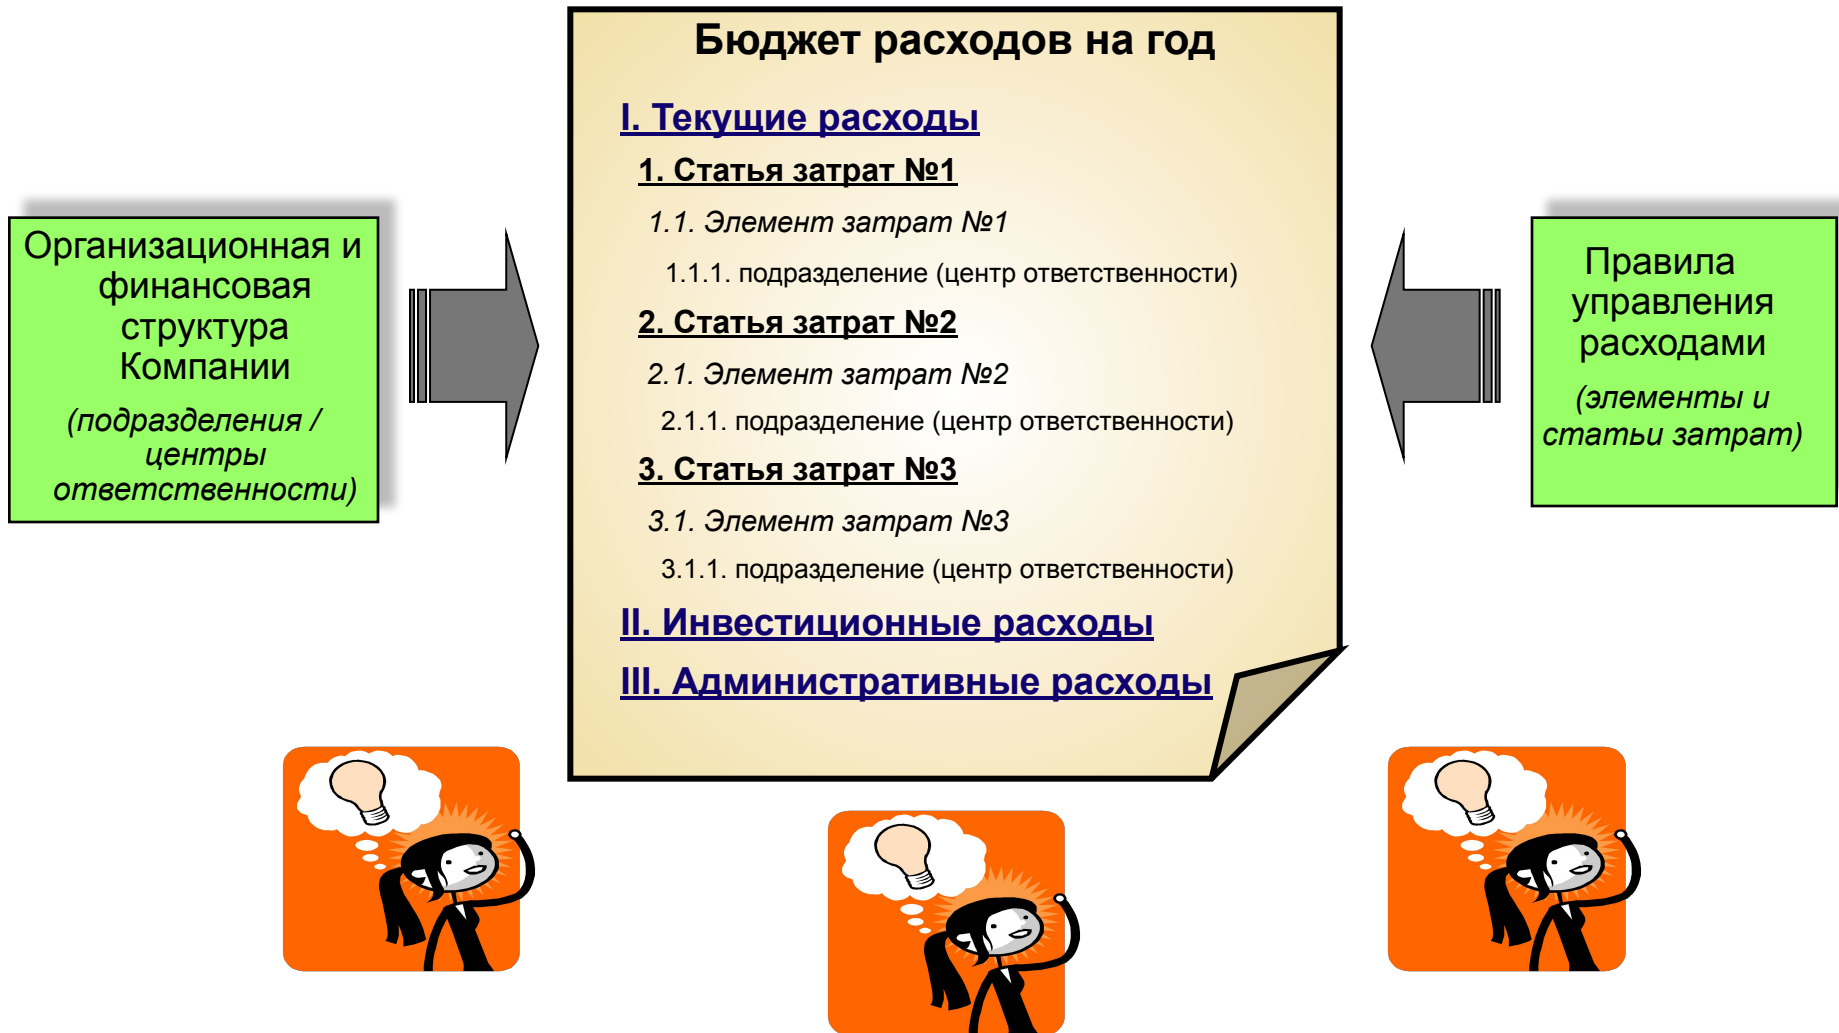 Бюджет расходов на год
I. Текущие расходы
1. Статья затрат №1
1.1. Элемент затрат №1
1.1.1. подразделение (центр ответственности)
2. Статья затрат №2
2.1. Элемент затрат №2
2.1.1. подразделение (центр ответственности)
3. Статья затрат №3
3.1. Элемент затрат №3
3.1.1. подразделение (центр ответственности)
II. Инвестиционные расходы
III. Административные расходы
Организационная и
финансовая
структура
Компании
(подразделения /
центры
ответственности)
Правила
управления
расходами
(элементы и
статьи затрат)